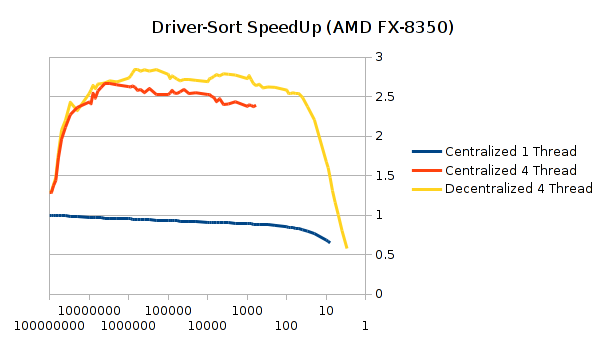 Driver-Sort SpeedUp (AMD FX-8350)
3
2.5
2
1.5
1
0.5
0
Centralized 1 Thread
Centralized 4 Thread
Decentralized 4 Thread
10000000 100000 1000 10
100000000 1000000 10000 100 1